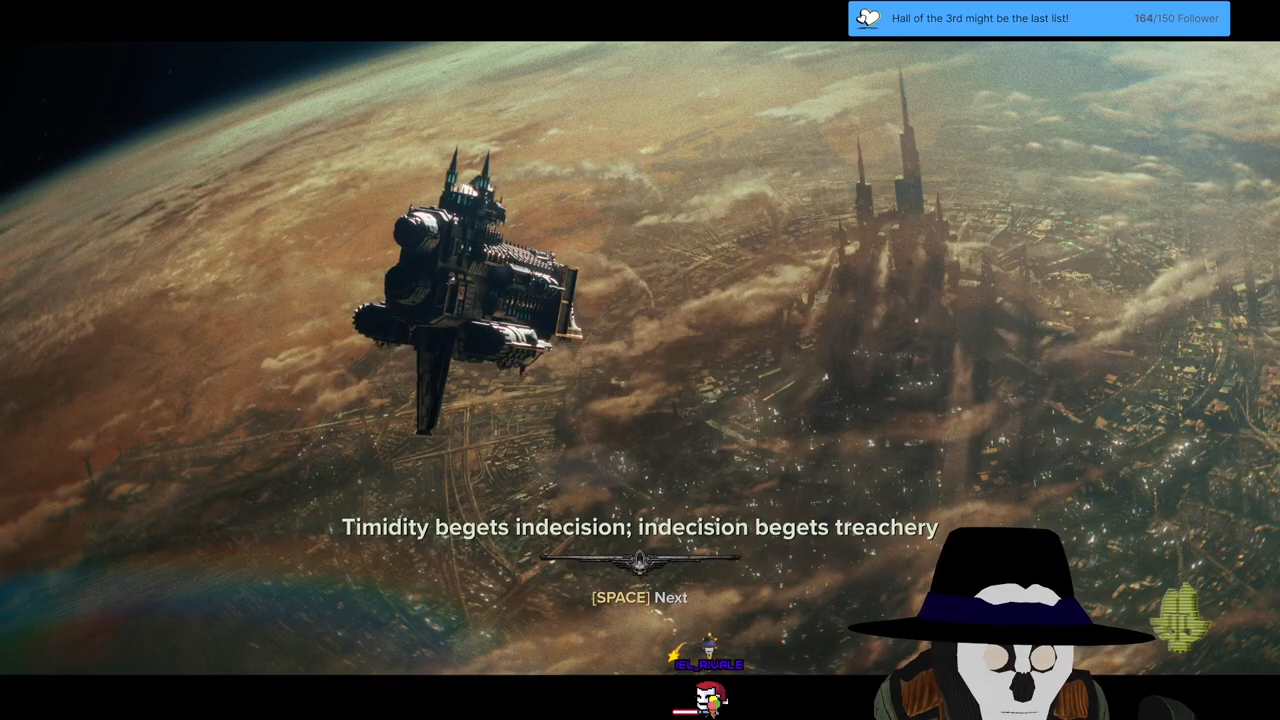 Hall of the 3rd might be the last list! 164/150 Follower
Timidity begets indecision; indecision begets treachery
[SPACE] Next
IEL_RIVALE